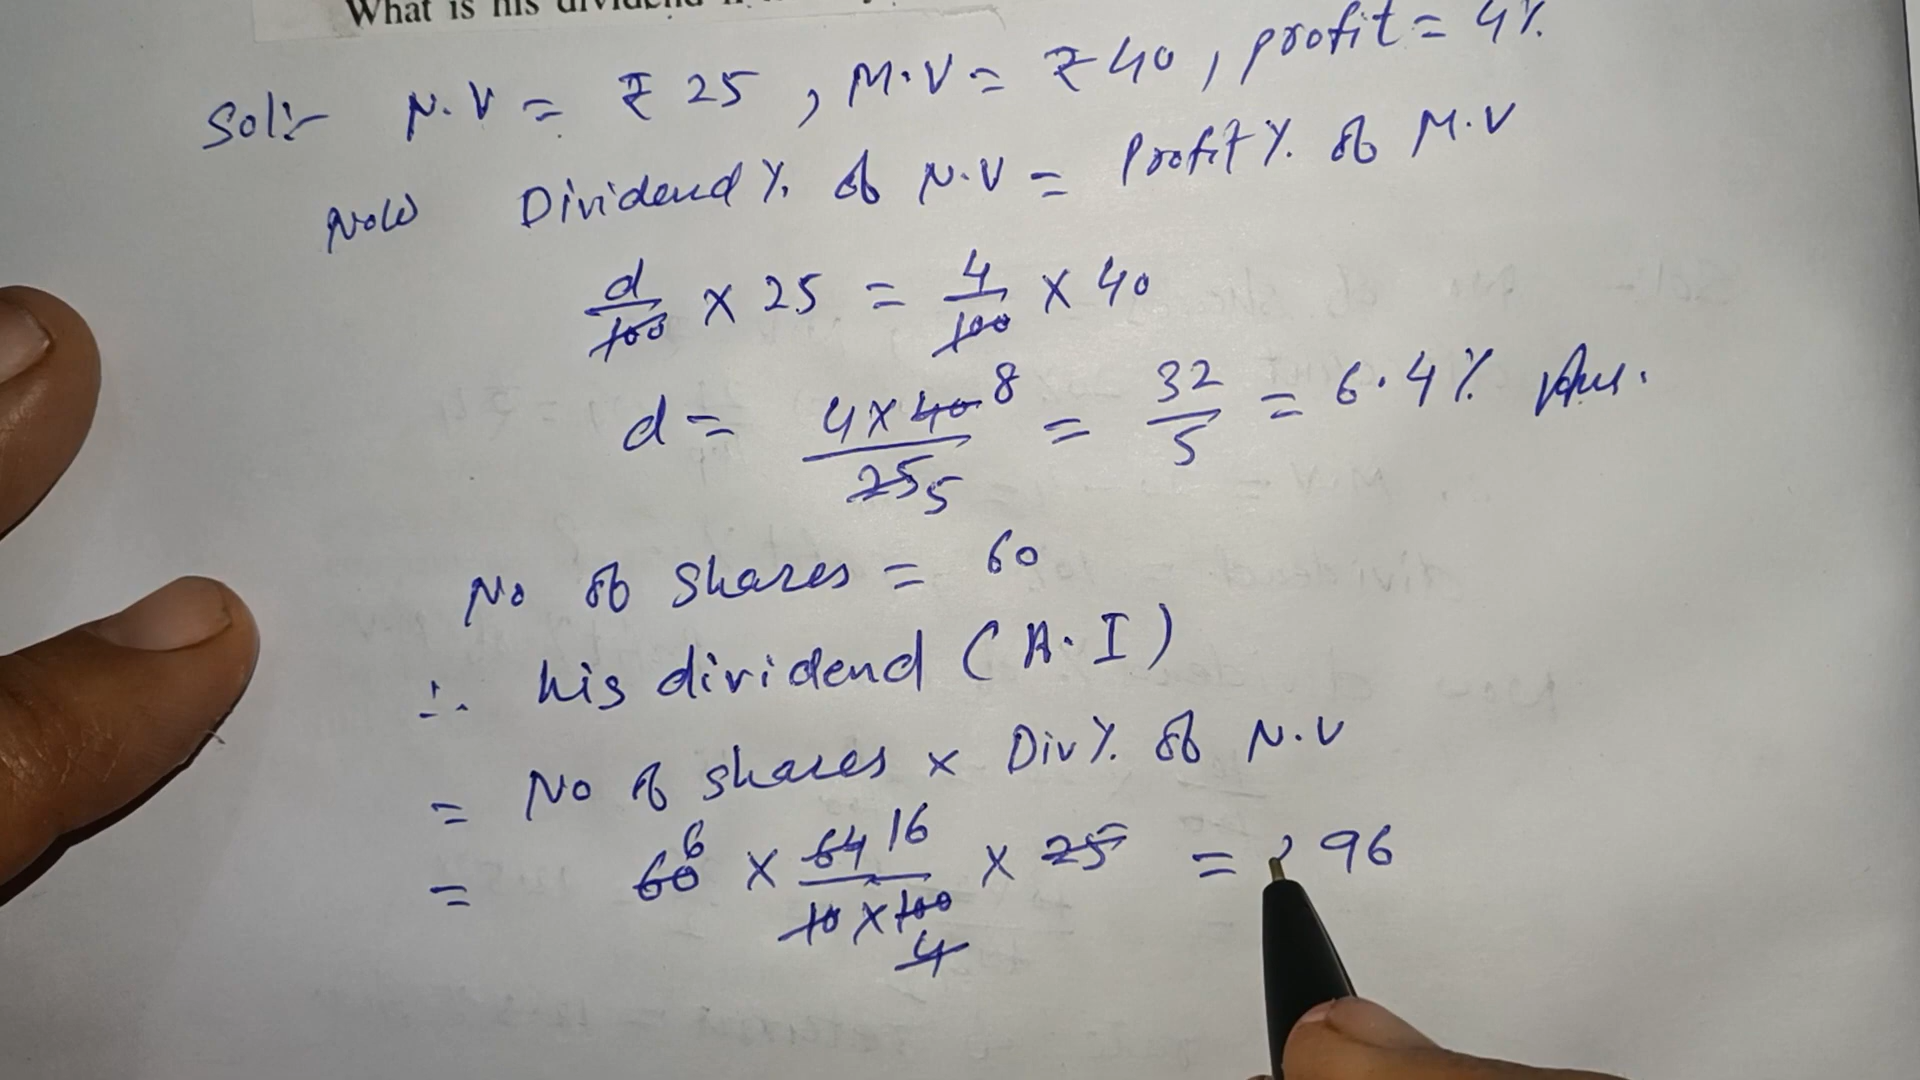 What is his dividend
Sol:- N.V = ₹ 25 , M.V = ₹ 40 , profit = 4%
Now Dividend % of N.V = Profit % of M.V
d/100 × 25 = 4/100 × 40
d = 4 × 40 8 / 25 5 = 32/5 = 6.4% Ans.
No of Shares = 60
∴ his dividend (A.I)
= No of shares × Div % of N.V
= 60 6 × 64 16 / 10 × 100 4 × 25 = 96